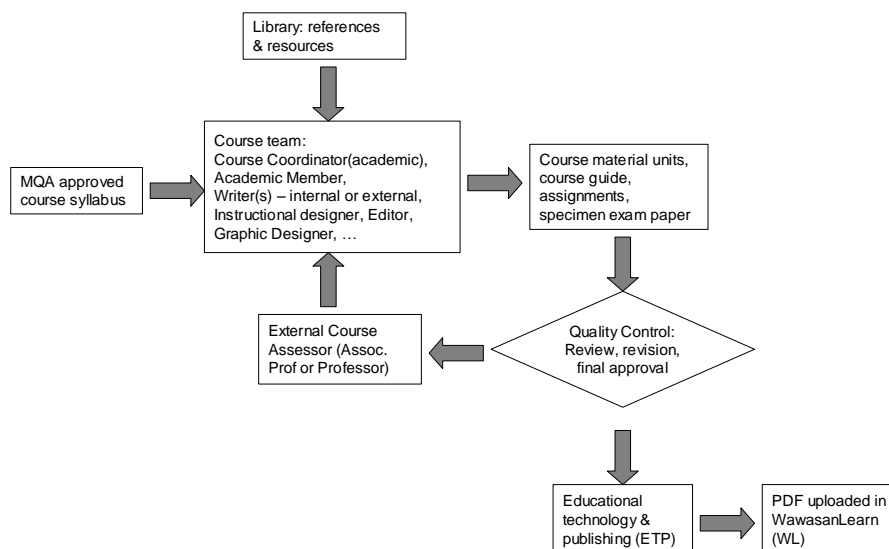 Library: references
& resources
MQA approved
course syllabus
Course team:
Course Coordinator(academic),
Academic Member,
Writer(s) – internal or external,
Instructional designer, Editor,
Graphic Designer, …
Course material units,
course guide,
assignments,
specimen exam paper
External Course
Assessor (Assoc.
Prof or Professor)
Quality Control:
Review, revision,
final approval
Educational
technology &
publishing (ETP)
PDF uploaded in
WawasanLearn
(WL)